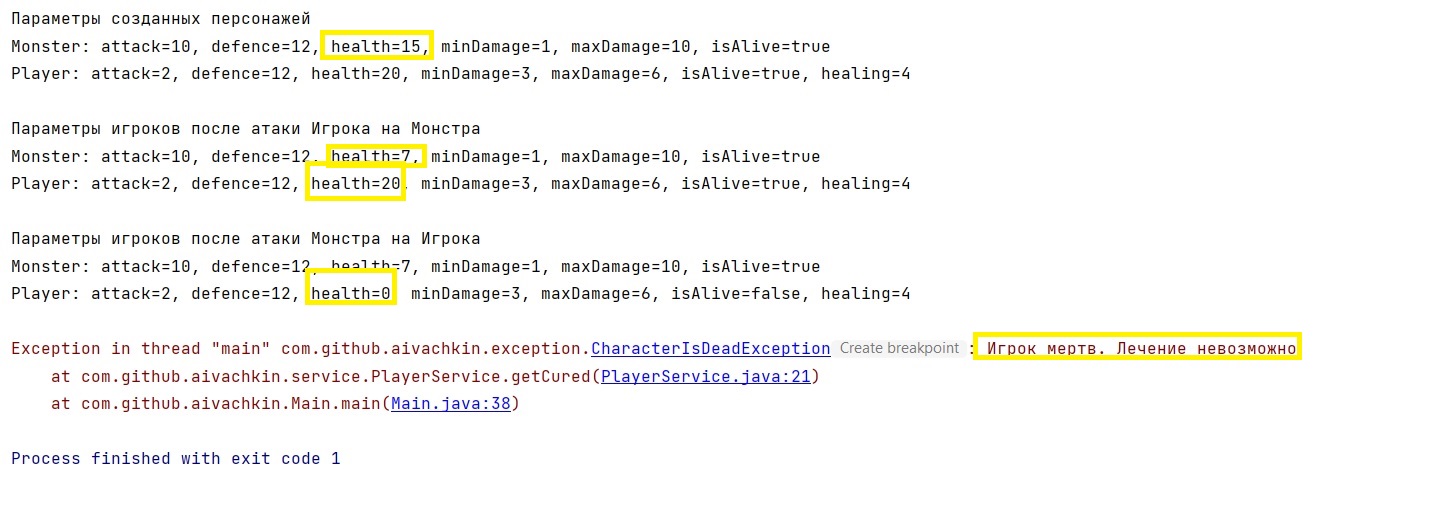 Параметры созданных персонажей
Monster: attack=10, defence=12, health=15, minDamage=1, maxDamage=10, isAlive=true
Player: attack=2, defence=12, health=20, minDamage=3, maxDamage=6, isAlive=true, healing=4
Параметры игроков после атаки Игрока на Монстра
Monster: attack=10, defence=12, health=7, minDamage=1, maxDamage=10, isAlive=true
Player: attack=2, defence=12, health=20, minDamage=3, maxDamage=6, isAlive=true, healing=4
Параметры игроков после атаки Монстра на Игрока
Monster: attack=10, defence=12, health=7, minDamage=1, maxDamage=10, isAlive=true
Player: attack=2, defence=12, health=0 minDamage=3, maxDamage=6, isAlive=false, healing=4
Exception in thread "main" com.github.aivachkin.exception.CharacterIsDeadException Create breakpoint : Игрок мертв. Лечение невозможно
at com.github.aivachkin.service.PlayerService.getCured(PlayerService.java:21)
at com.github.aivachkin.Main.main(Main.java:38)
Process finished with exit code 1